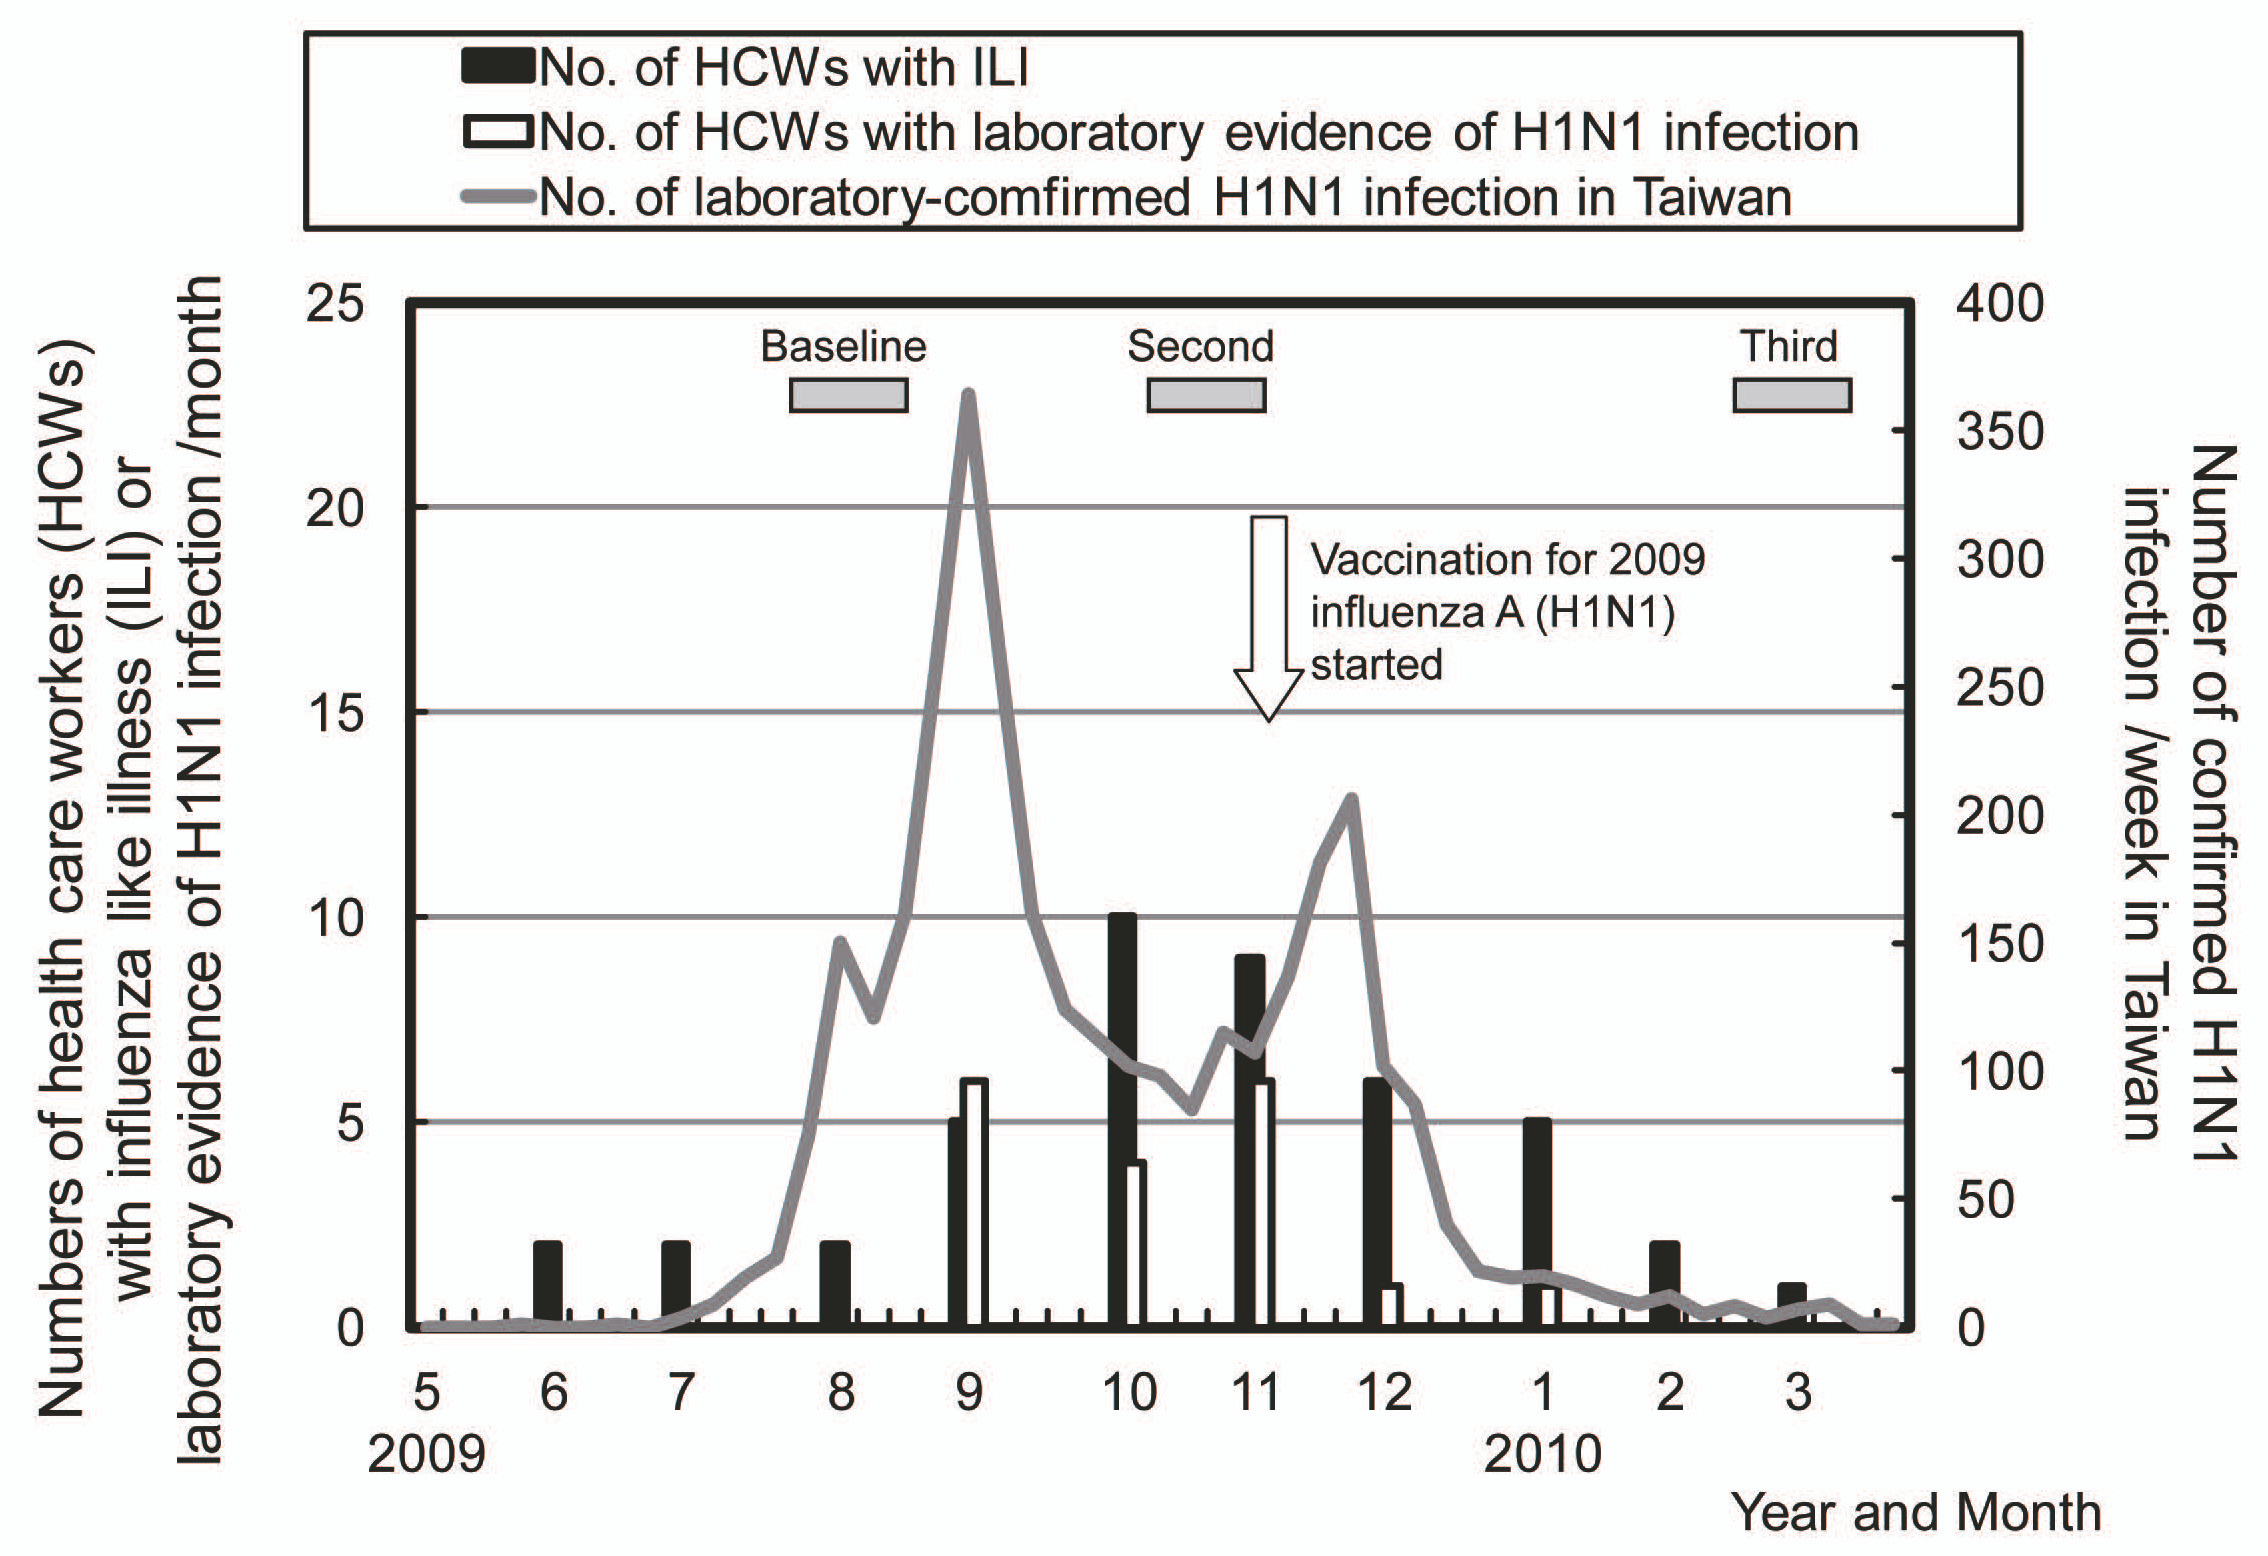 No. of HCWs with ILI
No. of HCWs with laboratory evidence of H1N1 infection
No. of laboratory-comfirmed H1N1 infection in Taiwan
Numbers of health care workers (HCWs)
with influenza like illness (ILI) or
laboratory evidence of H1N1 infection /month
25
20
15
10
5
0
Baseline
Second
Third
Vaccination for 2009
influenza A (H1N1)
started
400
350
300
250
200
150
100
50
0
Number of confirmed H1N1
infection /week in Taiwan
5 6 7 8 9 10 11 12 1 2 3
2009 2010
Year and Month